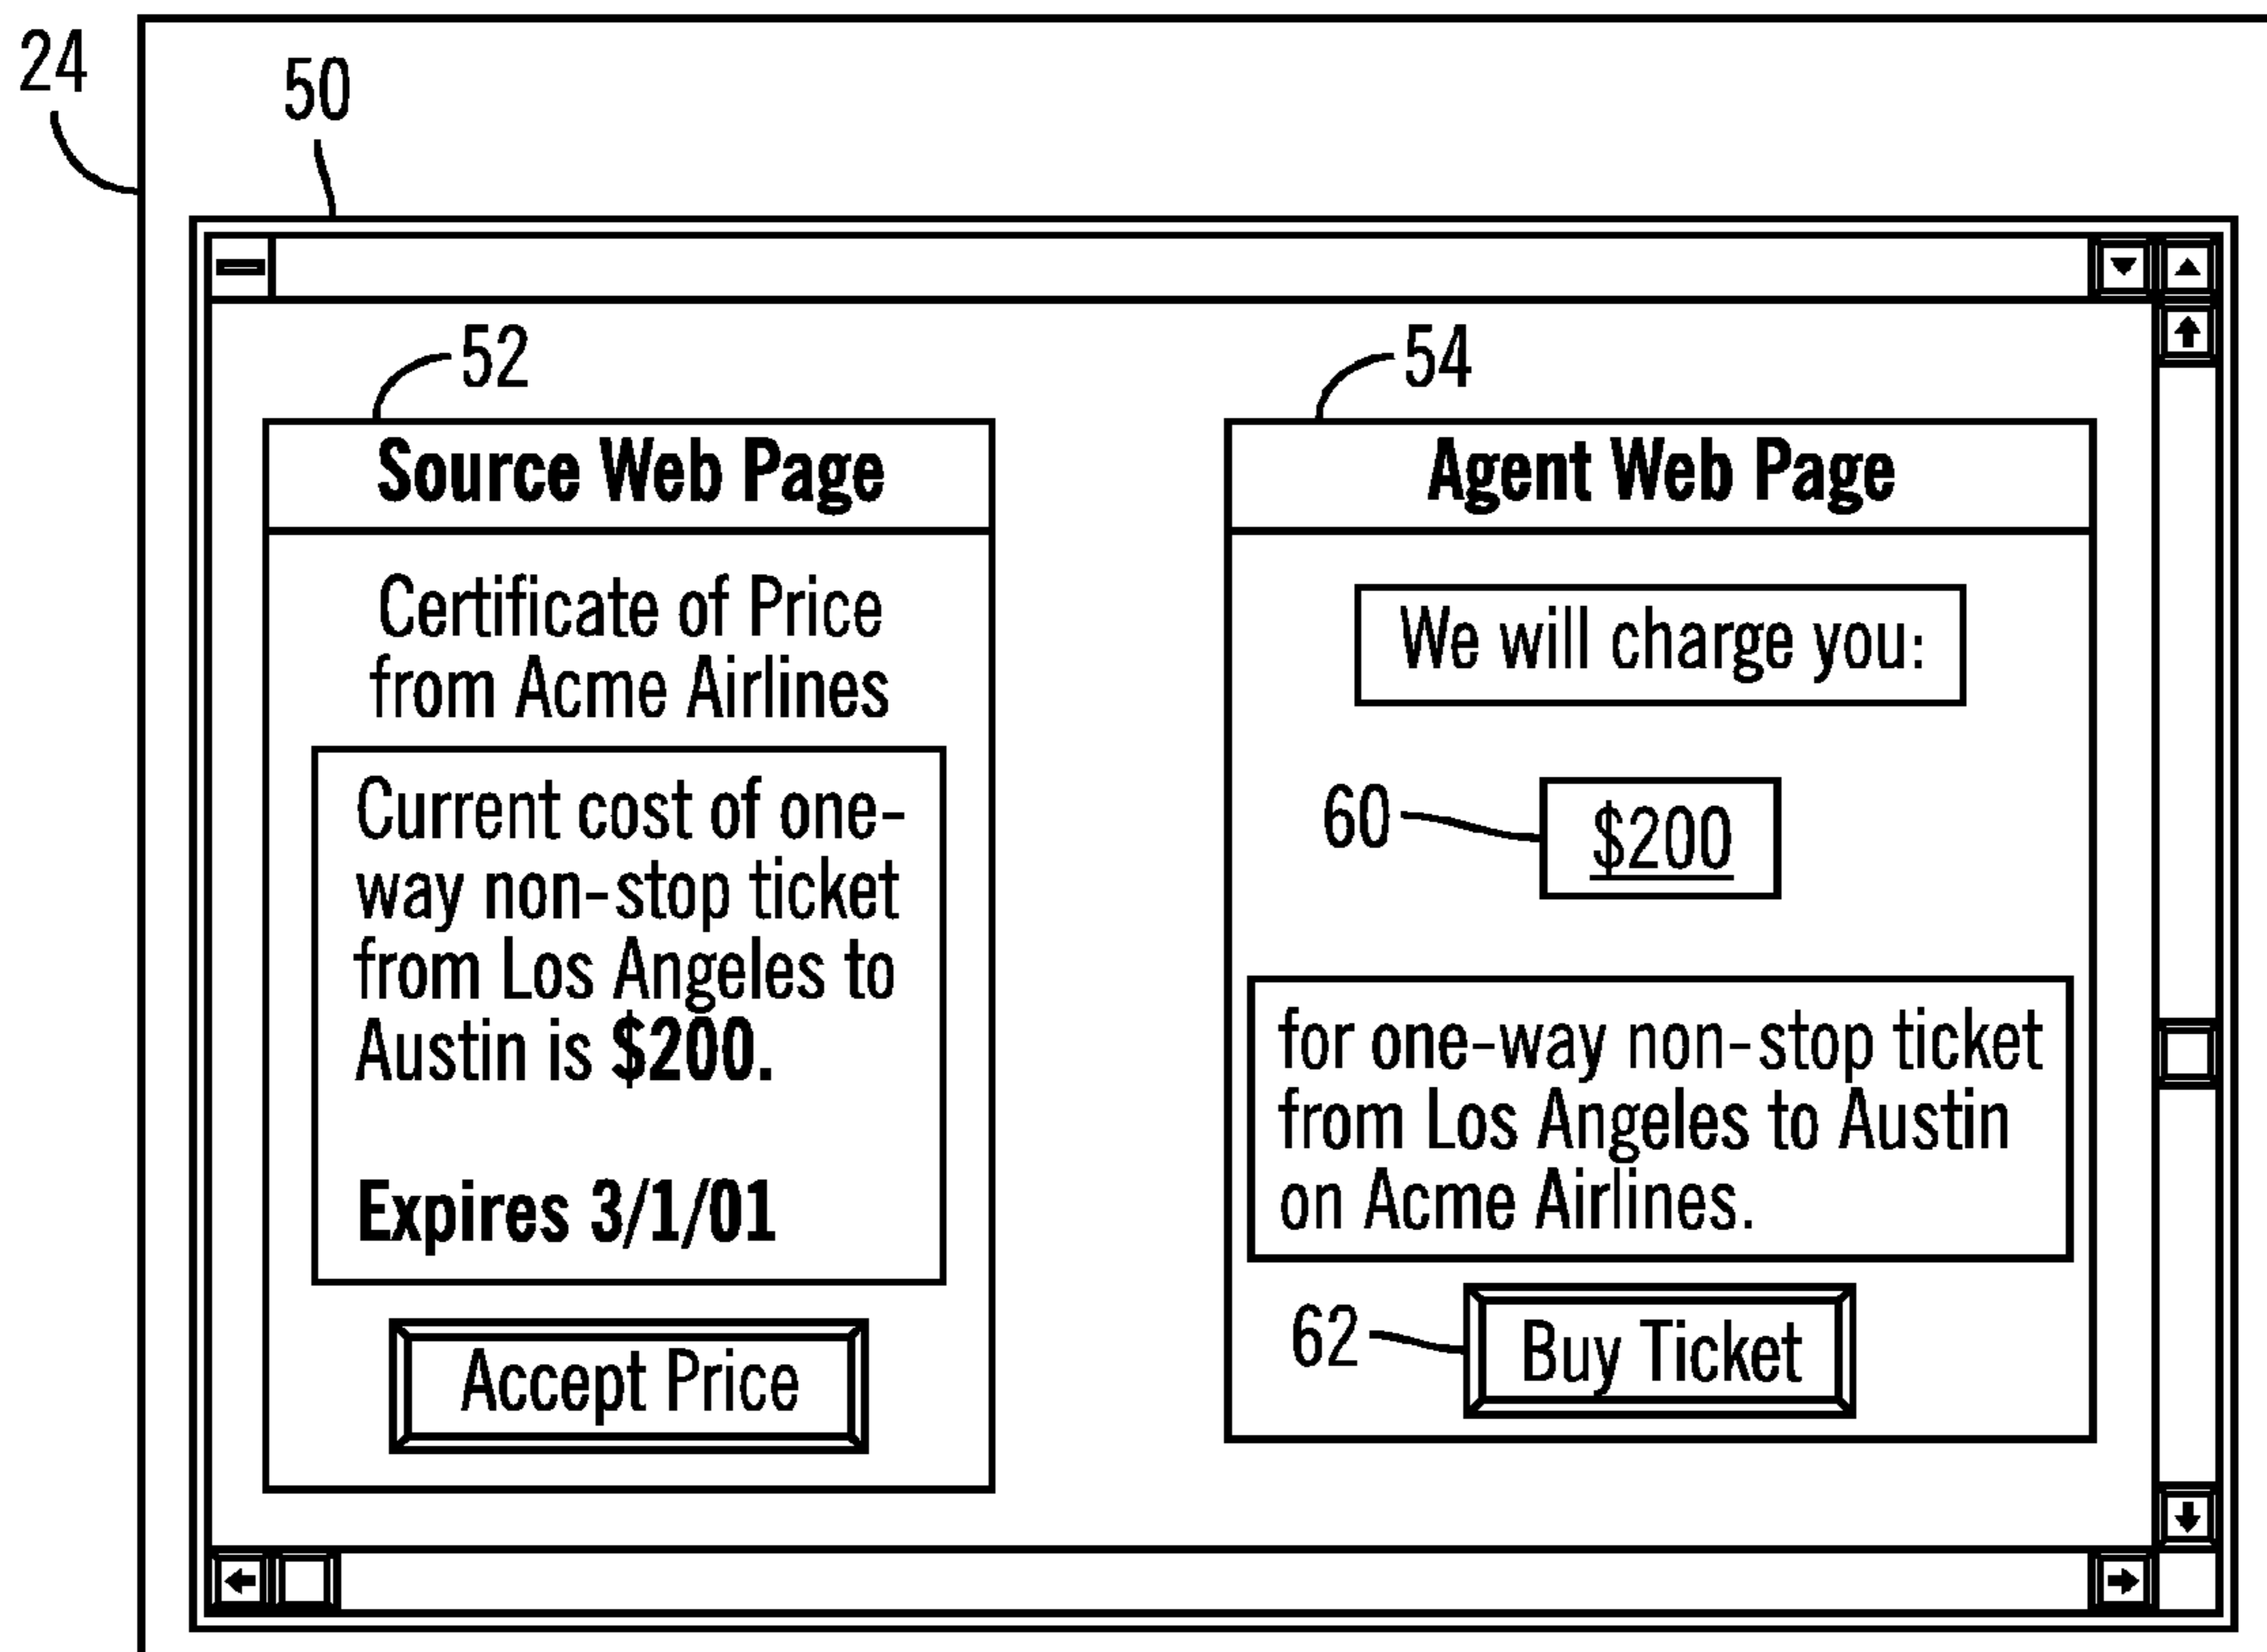 24
50
52
Source Web Page
Certificate of Price
from Acme Airlines
Current cost of one-
way non-stop ticket
from Los Angeles to
Austin is $200.
Expires 3/1/01
Accept Price
54
Agent Web Page
We will charge you:
60
$200
for one-way non-stop ticket
from Los Angeles to Austin
on Acme Airlines.
62
Buy Ticket